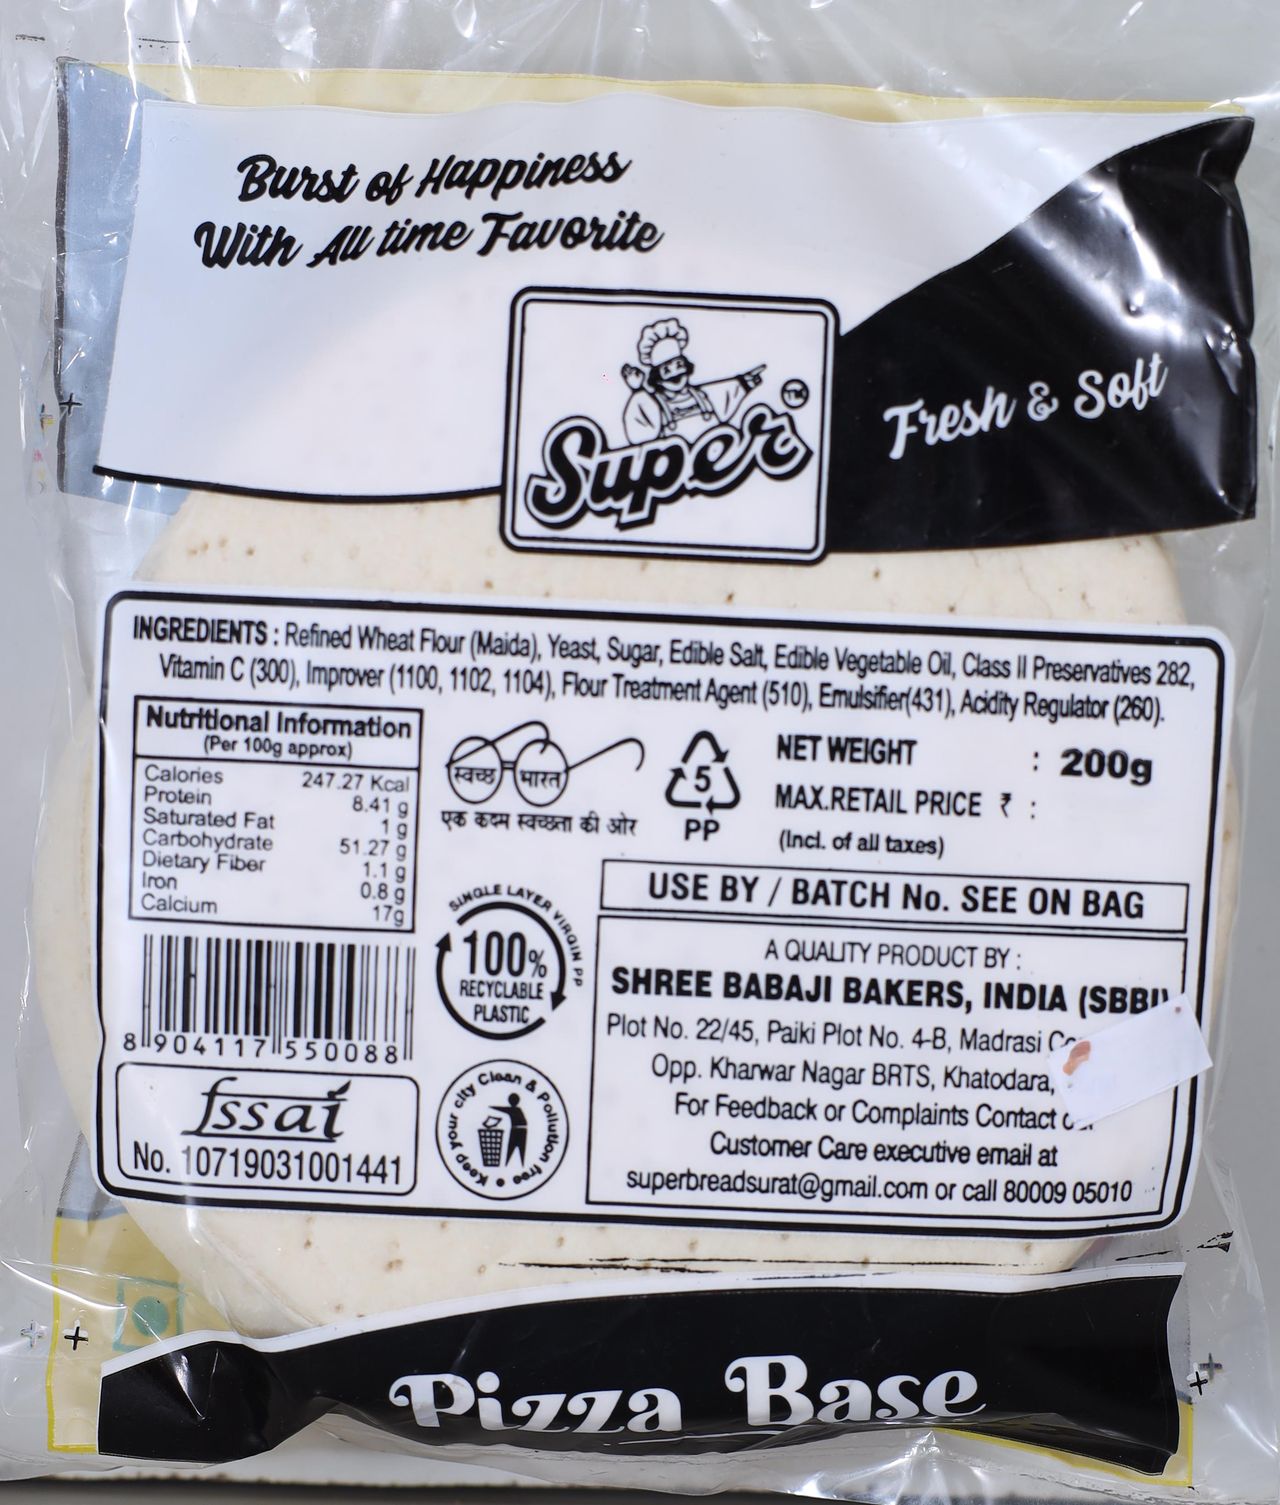 Burst of Happiness
With All time Favorite
Super
TM
Fresh & Soft
INGREDIENTS : Refined Wheat Flour (Maida), Yeast, Sugar, Edible Salt, Edible Vegetable Oil, Class II Preservatives 282,
Vitamin C (300), Improver (1100, 1102, 1104), Flour Treatment Agent (510), Emulsifier(431), Acidity Regulator (260).
Nutritional Information
(Per 100g approx)
Calories 247.27 Kcal
Protein 8.41 g
Saturated Fat 1 g
Carbohydrate 51.27 g
Dietary Fiber 1.1 g
Iron 0.8 g
Calcium 17g
स्वच्छ भारत
एक कदम स्वच्छता की ओर
5
PP
NET WEIGHT : 200g
MAX.RETAIL PRICE ₹ :
(Incl. of all taxes)
USE BY / BATCH No. SEE ON BAG
SINGLE LAYER VIRGIN PP
100%
RECYCLABLE
PLASTIC
A QUALITY PRODUCT BY :
SHREE BABAJI BAKERS, INDIA (SBBI)
Plot No. 22/45, Paiki Plot No. 4-B, Madrasi
Opp. Kharwar Nagar BRTS, Khatodara,
For Feedback or Complaints Contact
Customer Care executive email at
superbreadsurat@gmail.com or call 80009 05010
8 904117 550088
fssai
No. 10719031001441
Keep your city Clean & Pollution free
Pizza Base